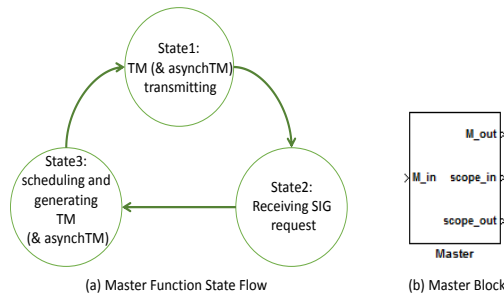 State1:
TM (& asynchTM)
transmitting
State3:
scheduling and
generating
TM
(& asynchTM)
State2:
Receiving SIG
request
(a) Master Function State Flow
M_out
M_in
scope_in
scope_out
Master
(b) Master Block